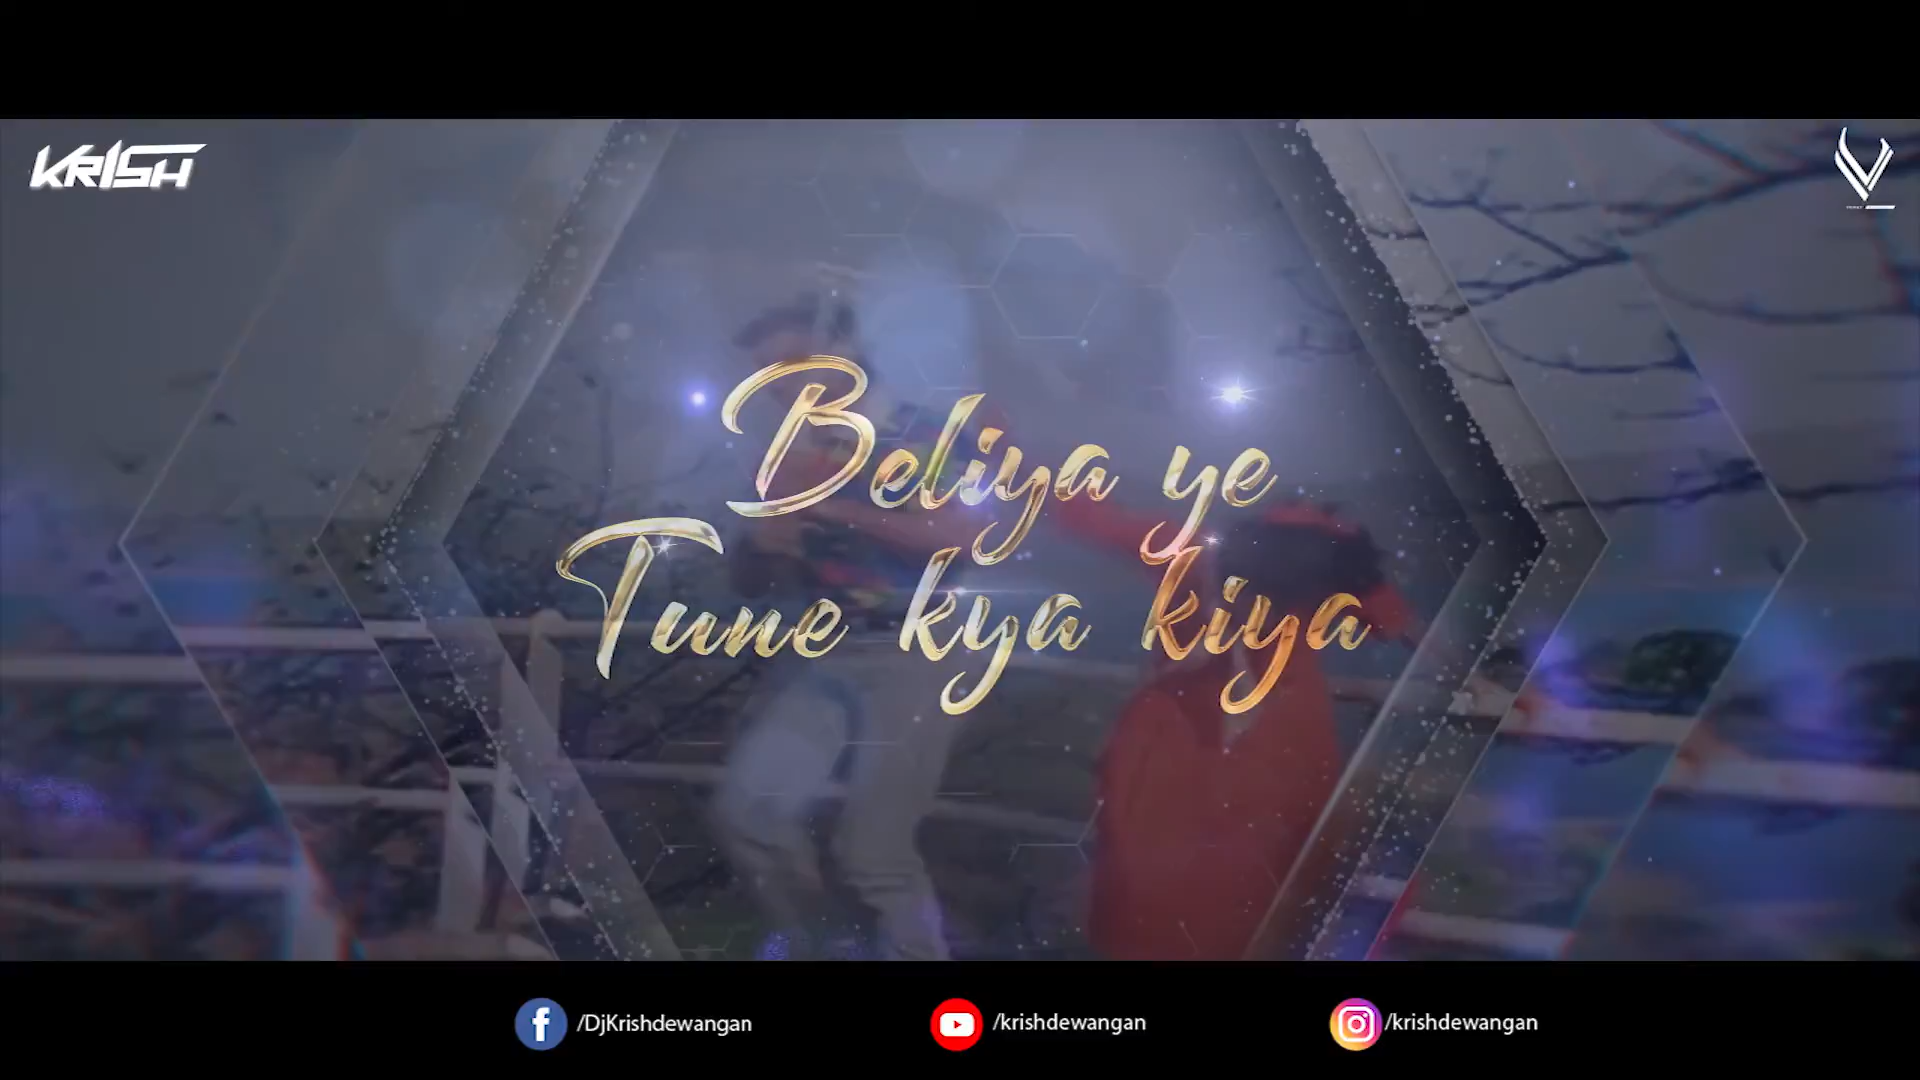 KRISH
Beliya ye
Tune kya kiya
/DjKrishdewangan
/krishdewangan
/krishdewangan